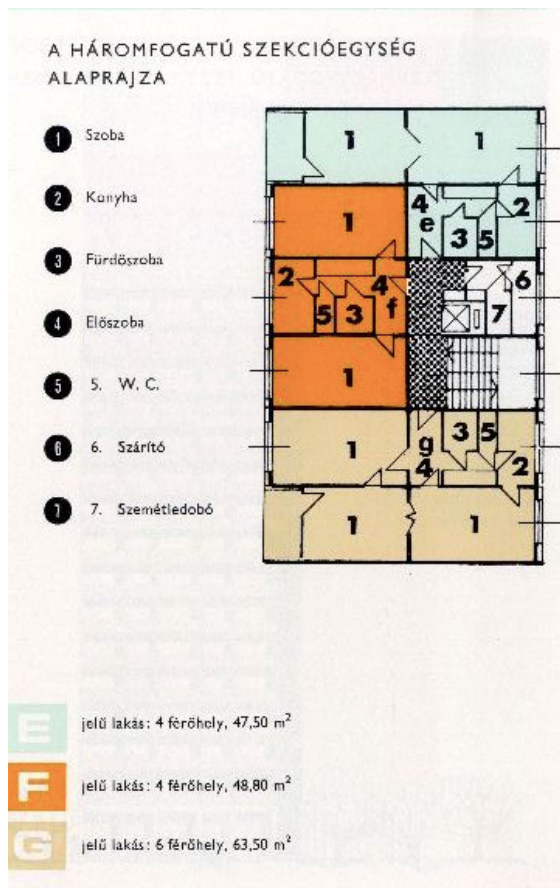 A HÁROMFOGATÚ SZEKCIÓEGYSÉG
ALAPRAJZA
1 Szoba
2 Konyha
3 Fürdőszoba
4 Előszoba
5 5. W. C.
6 6. Szárító
7 7. Szemétledobó
1 1
4 2
e
3 5
1
2 4 6
5 3 f 7
1
g 3 5
1 4 2
1 1
E jelű lakás: 4 férőhely, 47,50 m²
F jelű lakás: 4 férőhely, 48,80 m²
G jelű lakás: 6 férőhely, 63,50 m²